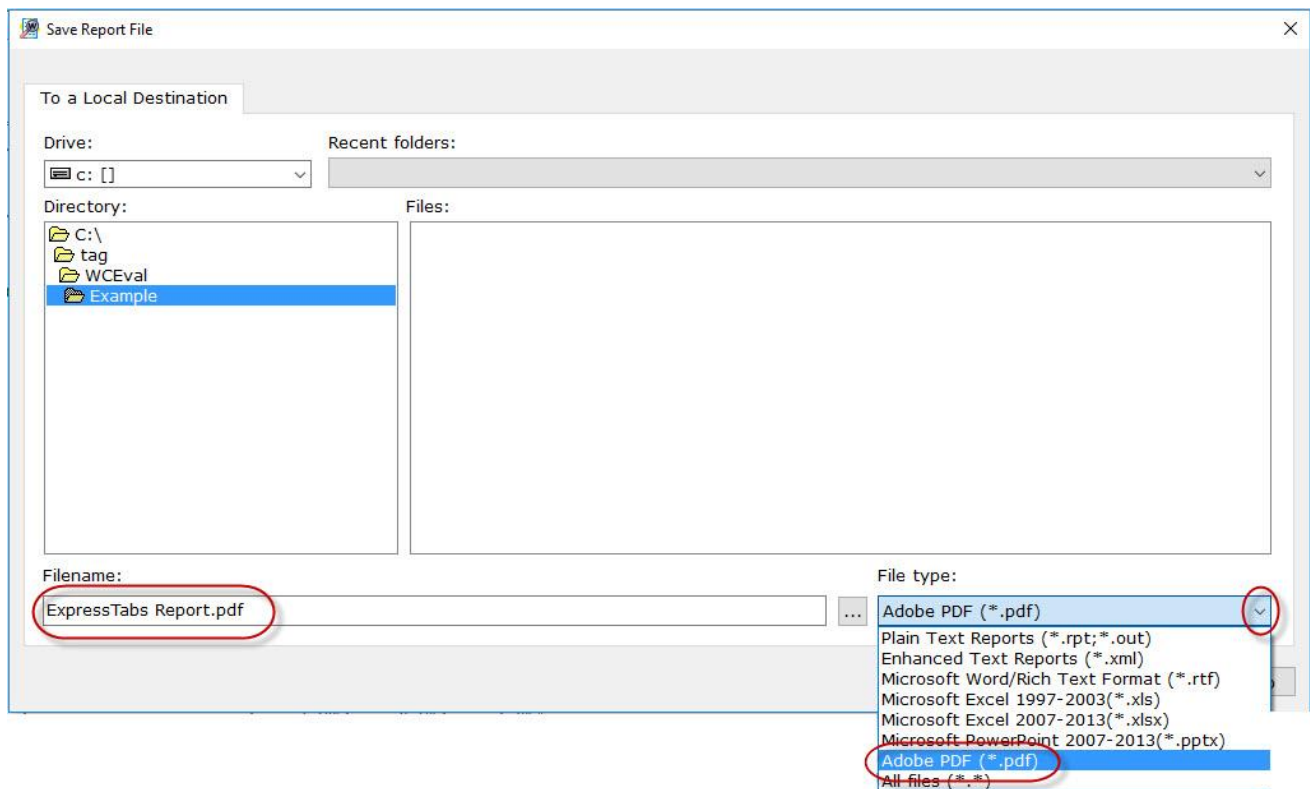 Save Report File
To a Local Destination
Drive:
Recent folders:
c: []
Directory:
Files:
C:\
tag
WCEval
Example
Filename:
File type:
ExpressTabs Report.pdf
...
Adobe PDF (*.pdf)
Plain Text Reports (*.rpt;*.out)
Enhanced Text Reports (*.xml)
Microsoft Word/Rich Text Format (*.rtf)
Microsoft Excel 1997-2003(*.xls)
Microsoft Excel 2007-2013(*.xlsx)
Microsoft PowerPoint 2007-2013(*.pptx)
Adobe PDF (*.pdf)
All files (*.*)